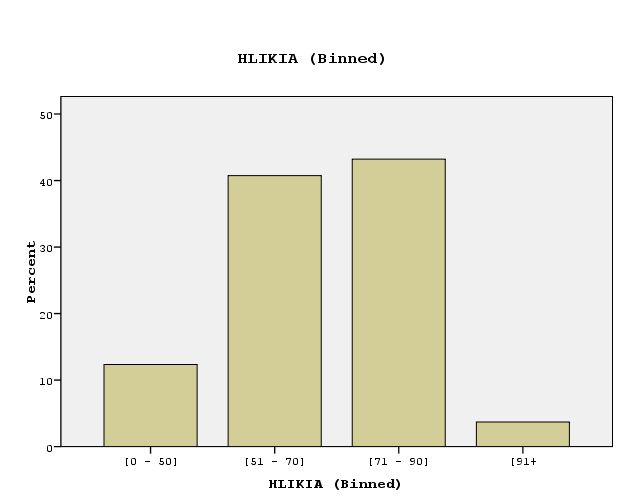 HLIKIA (Binned)
50
40
30
20
10
0
Percent
[0 - 50] [51 - 70] [71 - 90] [91+
HLIKIA (Binned)